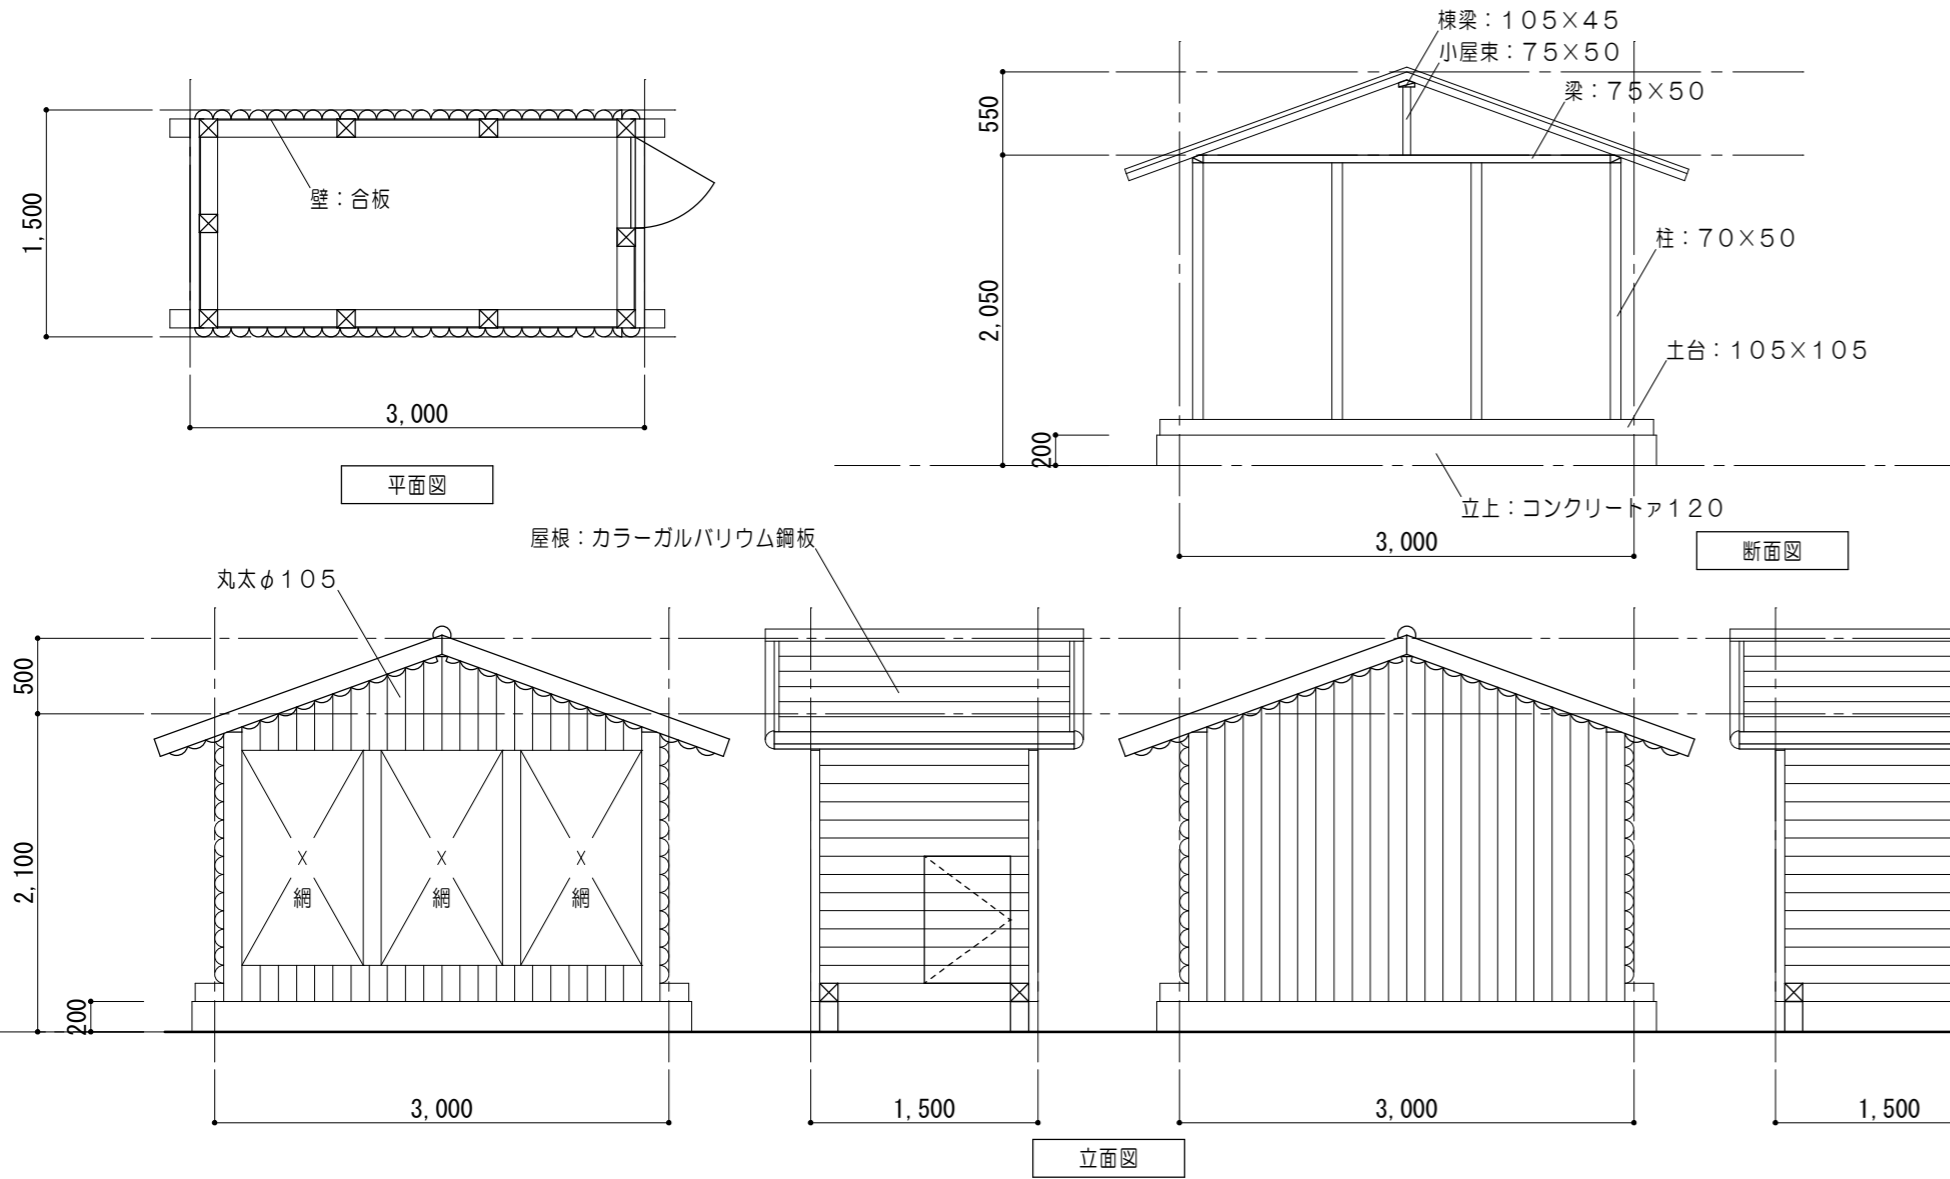 1,500
壁：合板
3,000
平面図
棟梁：105×45
小屋束：75×50
梁：75×50
550
2,050
柱：70×50
土台：105×105
200
立上：コンクリートァ120
3,000
断面図
屋根：カラーガルバリウム鋼板
丸太φ105
500
2,100
200
網
網
網
3,000
1,500
3,000
1,500
立面図